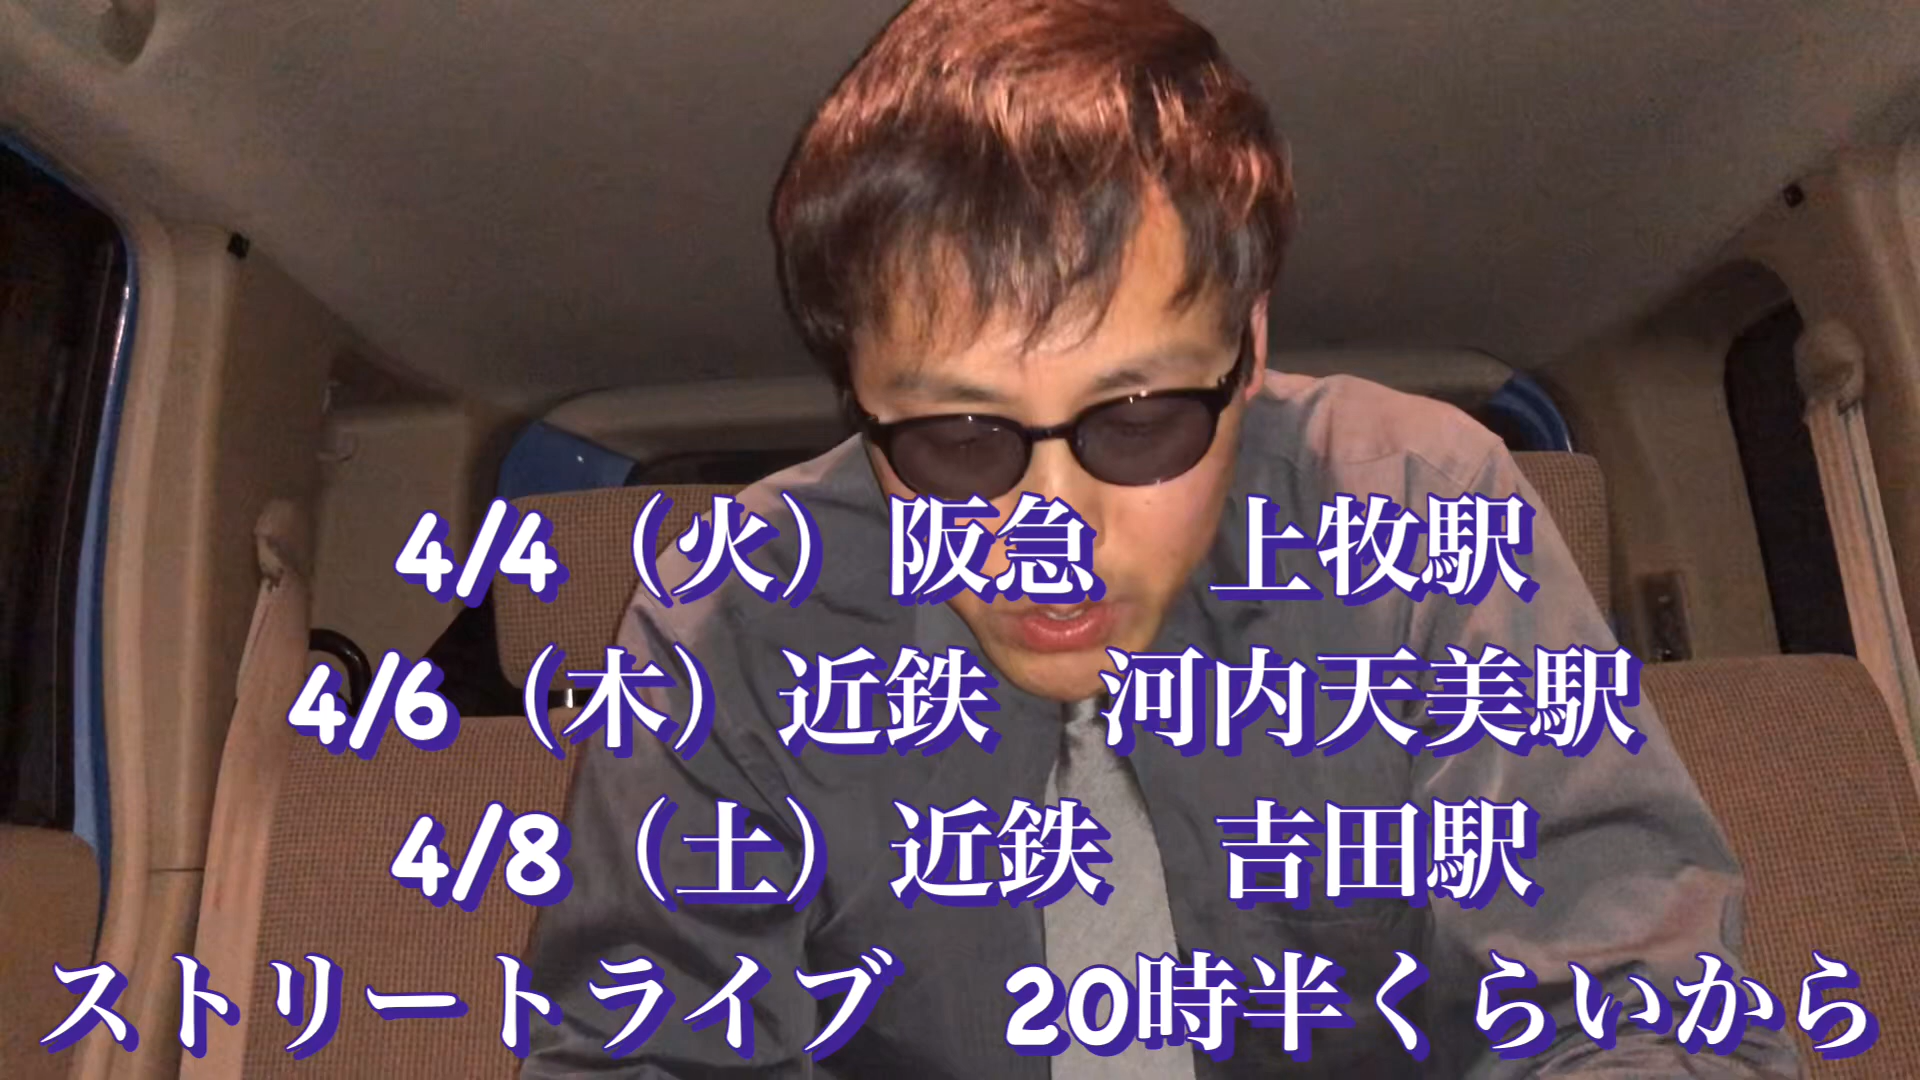 4/4（火）阪急　上牧駅
4/6（木）近鉄　河内天美駅
4/8（土）近鉄　吉田駅
ストリートライブ　20時半くらいから